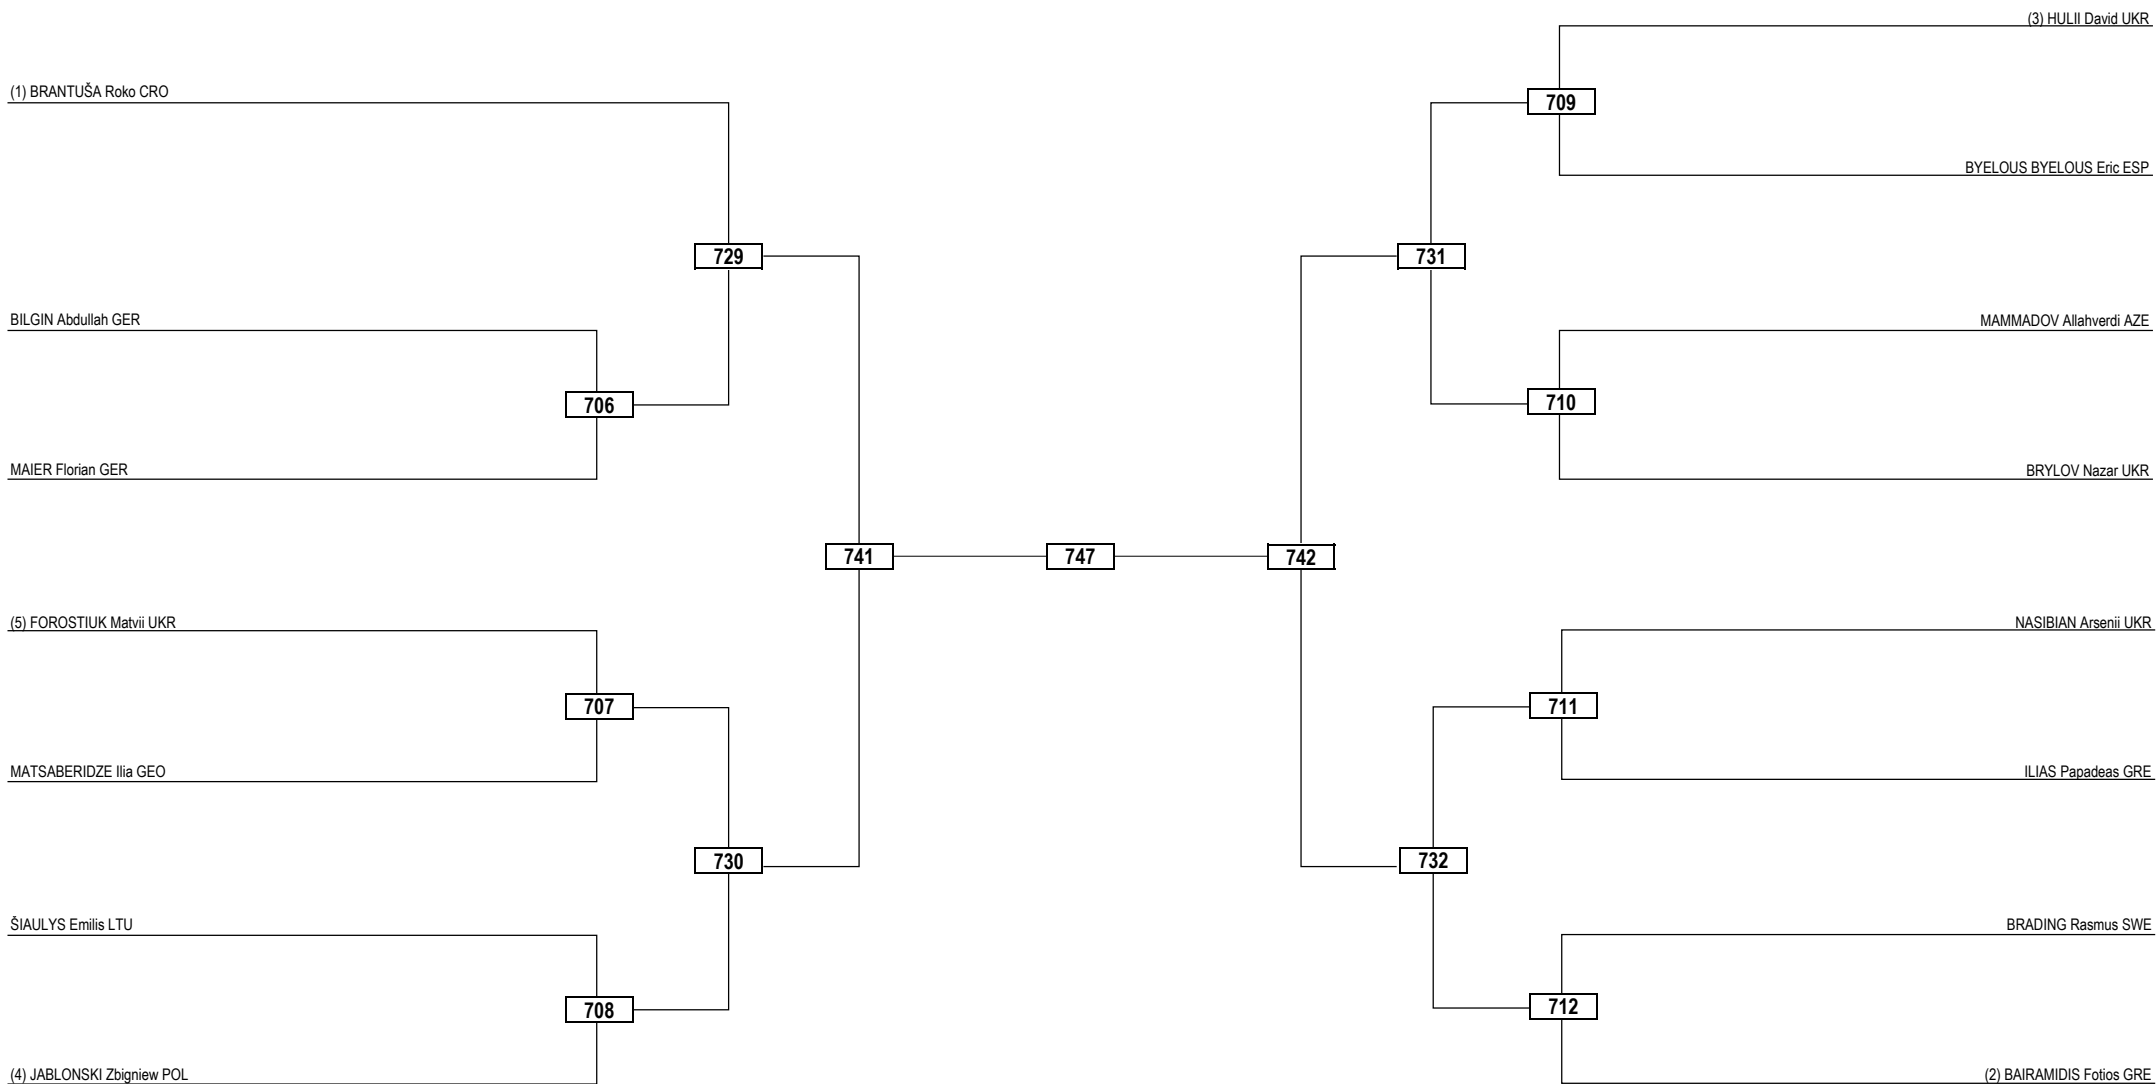 (3) HULII David UKR
(1) BRANTUŠA Roko CRO
709
BYELOUS BYELOUS Eric ESP
729
731
BILGIN Abdullah GER
MAMMADOV Allahverdi AZE
706
710
MAIER Florian GER
BRYLOV Nazar UKR
741
747
742
(5) FOROSTIUK Matvii UKR
NASIBIAN Arsenii UKR
707
711
MATSABERIDZE Ilia GEO
ILIAS Papadeas GRE
730
732
ŠIAULYS Emilis LTU
BRADING Rasmus SWE
708
712
(4) JABLONSKI Zbigniew POL
(2) BAIRAMIDIS Fotios GRE